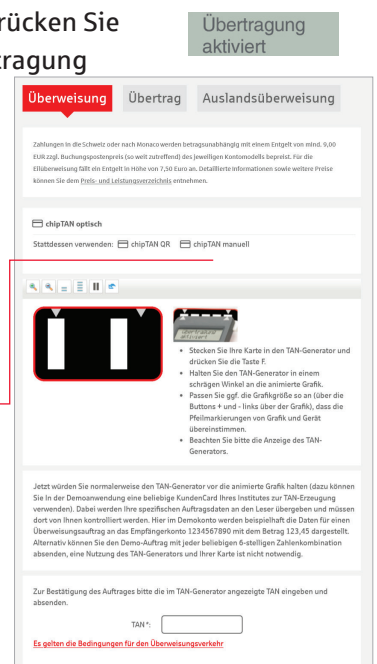 rücken Sie
tragung
Übertragung
aktiviert
Überweisung Übertrag Auslandsüberweisung
Zahlungen in die Schweiz oder nach Monaco werden betragsunabhängig mit einem Entgelt von mind. 9,00
EUR zzgl. Buchungspostenpreis (so weit zutreffend) des jeweiligen Kontomodells bepreist. Für die
Eilüberweisung fällt ein Entgelt in Höhe von 7,50 Euro an. Detaillierte Informationen sowie weitere Preise
können Sie dem Preis- und Leistungsverzeichnis entnehmen.
chipTAN optisch
Stattdessen verwenden: chipTAN QR chipTAN manuell
Übertragung
aktiviert
• Stecken Sie Ihre Karte in den TAN-Generator und
drücken Sie die Taste F.
• Halten Sie den TAN-Generator in einem
schrägen Winkel an die animierte Grafik.
• Passen Sie ggf. die Grafikgröße so an (über die
Buttons + und - links über der Grafik), dass die
Pfeilmarkierungen von Grafik und Gerät
übereinstimmen.
• Beachten Sie bitte die Anzeige des TAN-
Generators.
Jetzt würden Sie normalerweise den TAN-Generator vor die animierte Grafik halten (dazu können
Sie In der Demoanwendung eine beliebige KundenCard Ihres Institutes zur TAN-Erzeugung
verwenden). Dabei werden Ihre spezifischen Auftragsdaten an den Leser übergeben und müssen
dort von Ihnen kontrolliert werden. Hier im Demokonto werden beispielhaft die Daten für einen
Überweisungsauftrag an das Empfängerkonto 1234567890 mit dem Betrag 123,45 dargestellt.
Alternativ können Sie den Demo-Auftrag mit jeder beliebigen 6-stelligen Zahlenkombination
absenden, eine Nutzung des TAN-Generators und Ihrer Karte ist nicht notwendig.
Zur Bestätigung des Auftrages bitte die im TAN-Generator angezeigte TAN eingeben und
absenden.
TAN*:
Es gelten die Bedingungen für den Überweisungsverkehr